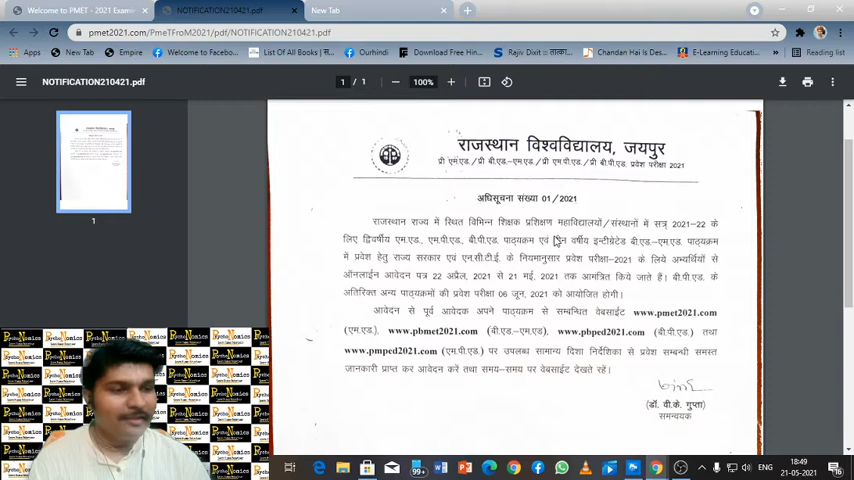 Welcome to PMET - 2021 Exami
NOTIFICATION210421.pdf
New Tab
pmet2021.com/PmeTFroM2021/pdf/NOTIFICATION210421.pdf
Apps New Tab Empire Welcome to Facebo... List Of All Books | स... Ourhindi Download Free Hin... Rajiv Dixit Chandan Hai Is Des... E-Learning Educatio... Reading list
NOTIFICATION210421.pdf 1 / 1 100%
1
राजस्थान विश्वविद्यालय, जयपुर
प्री एम.एड./प्री बी.एड.-एम.एड./प्री एम.पी.एड./प्री बी.पी.एड. प्रवेश परीक्षा 2021
अधिसूचना संख्या 01/2021
राजस्थान राज्य में स्थित विभिन्न शिक्षक प्रशिक्षण महाविद्यालयों/संस्थानों में सत्र 2021-22 के
लिए द्विवर्षीय एम.एड., एम.पी.एड., बी.पी.एड. पाठ्यक्रम एवं वर्षीय इन्टीग्रेटेड बी.एड.-एम.एड. पाठ्यक्रम
में प्रवेश हेतु राज्य सरकार एवं एन.सी.टी.ई. के नियमानुसार प्रवेश परीक्षा-2021 के लिये अभ्यर्थियों से
ऑनलाईन आवेदन पत्र 22 अप्रैल, 2021 से 21 मई, 2021 तक आमंत्रित किये जाते हैं। बी.पी.एड. के
अतिरिक्त अन्य पाठ्यक्रमों की प्रवेश परीक्षा 06 जून, 2021 को आयोजित होगी।
आवेदन से पूर्व आवेदक अपने पाठ्यक्रम से सम्बन्धित वेबसाईट www.pmet2021.com
(एम.एड.), www.pbmet2021.com (बी.एड.-एम.एड), www.pbped2021.com (बी.पी.एड.) तथा
www.pmped2021.com (एम.पी.एड.) पर उपलब्ध सामान्य दिशा निर्देशिका से प्रवेश सम्बन्धी समस्त
जानकारी प्राप्त कर आवेदन करें तथा समय-समय पर वेबसाईट देखते रहें।
(डॉ. वी.के. गुप्ता)
समन्वयक
PsychoNomics
99+
ENG
18:49
21-05-2021
16